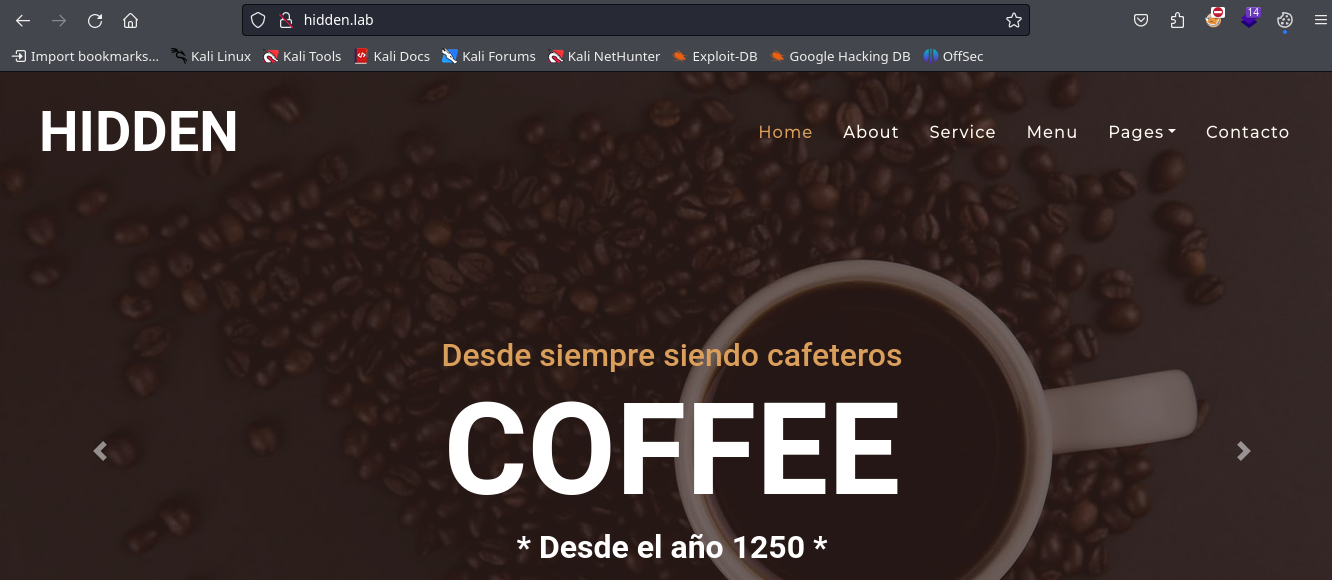 hidden.lab
14
Import bookmarks... Kali Linux Kali Tools Kali Docs Kali Forums Kali NetHunter Exploit-DB Google Hacking DB OffSec
HIDDEN
Home About Service Menu Pages Contacto
Desde siempre siendo cafeteros
COFFEE
* Desde el año 1250 *